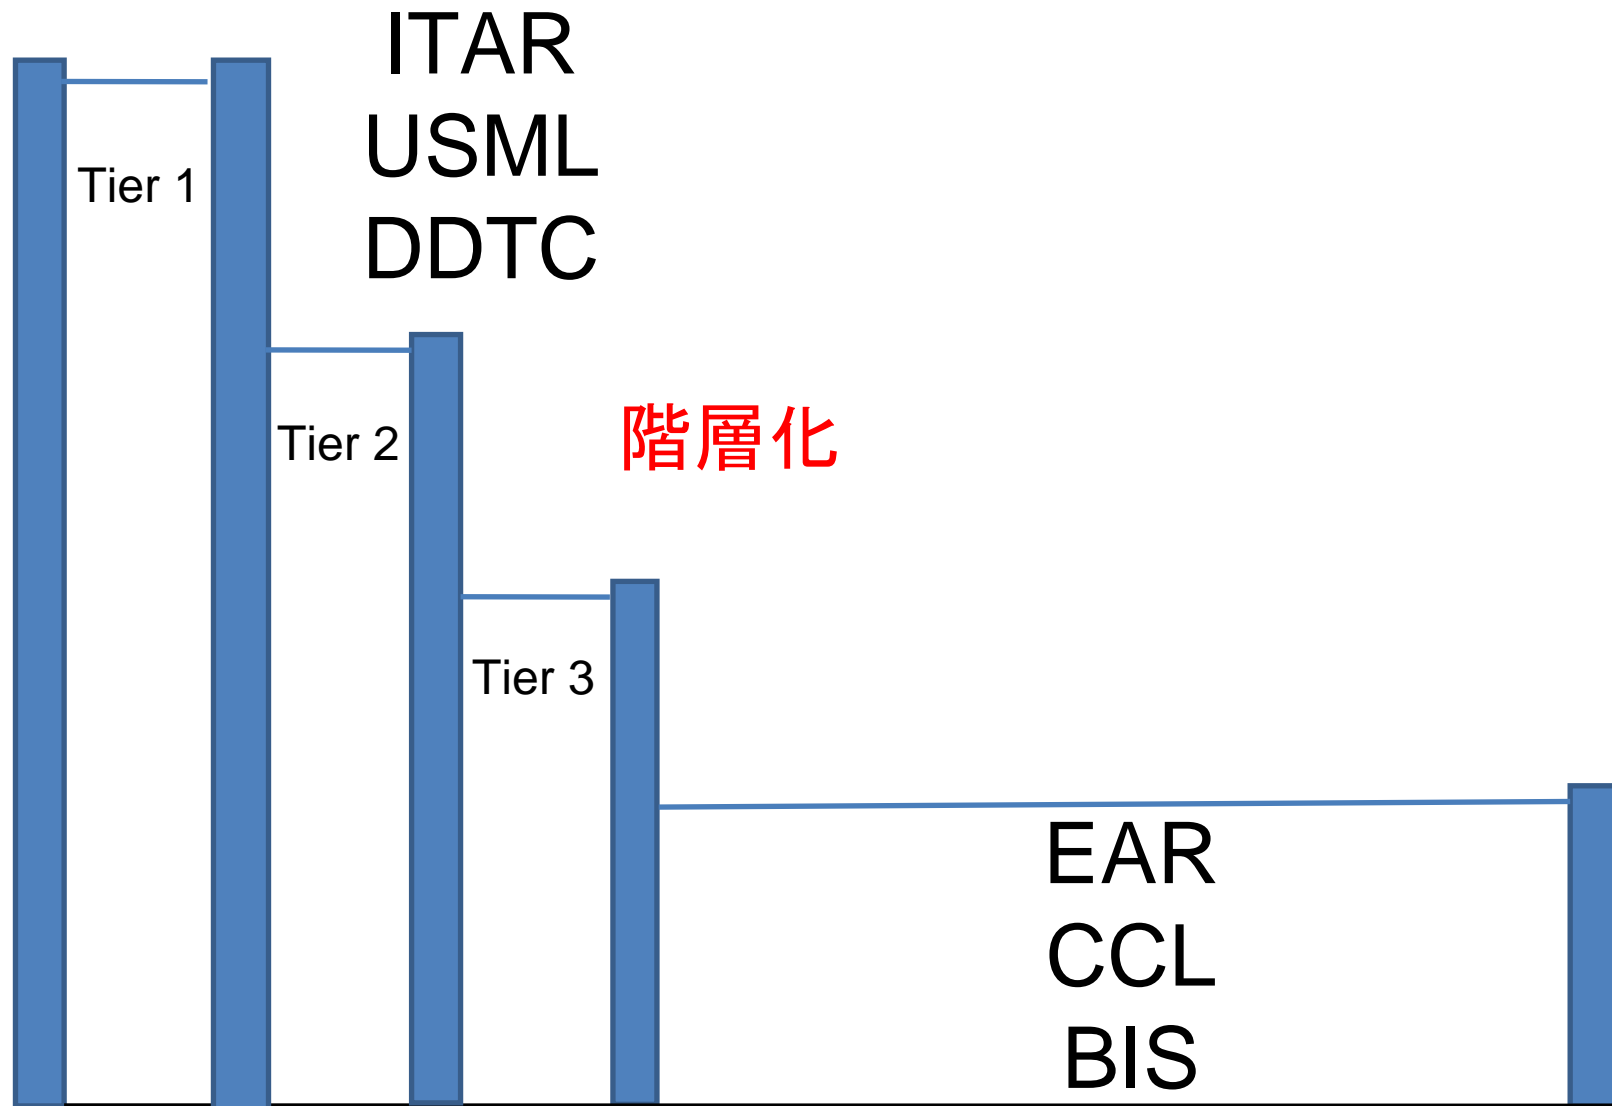 ITAR
USML
DDTC
Tier 1
Tier 2
階層化
Tier 3
EAR
CCL
BIS